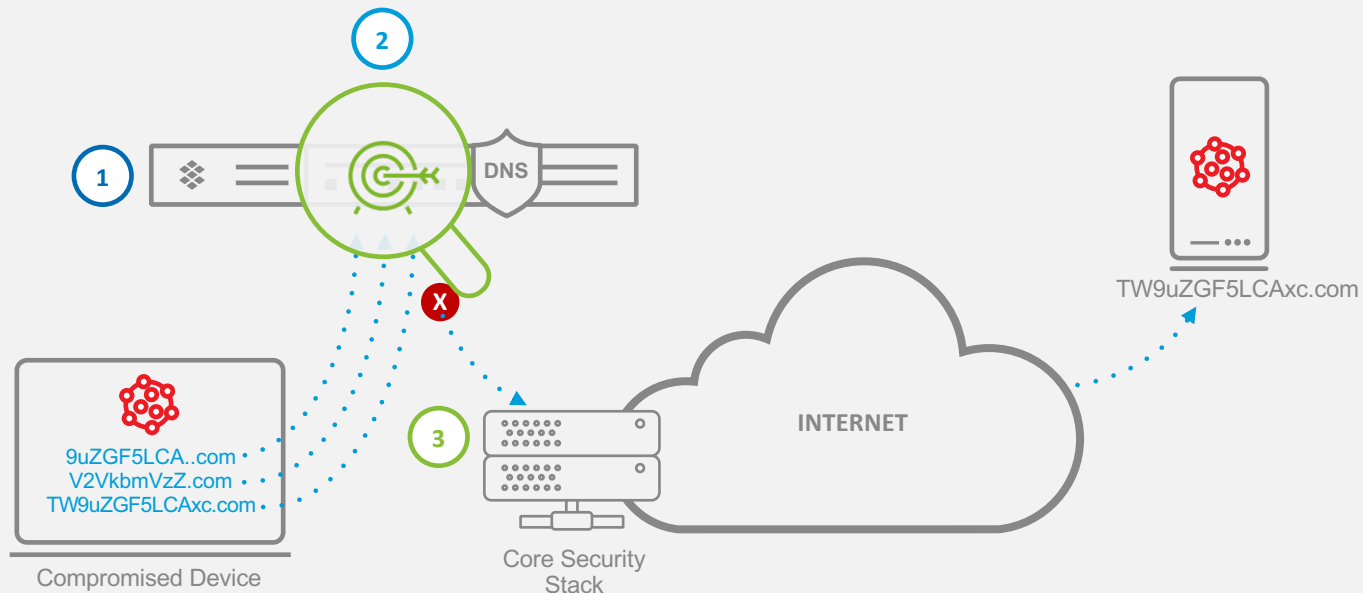 2
1
DNS
X
TW9uZGF5LCAxc.com
INTERNET
3
9uZGF5LCA..com
V2VkbmVzZ.com
TW9uZGF5LCAxc.com
Core Security
Stack
Compromised Device